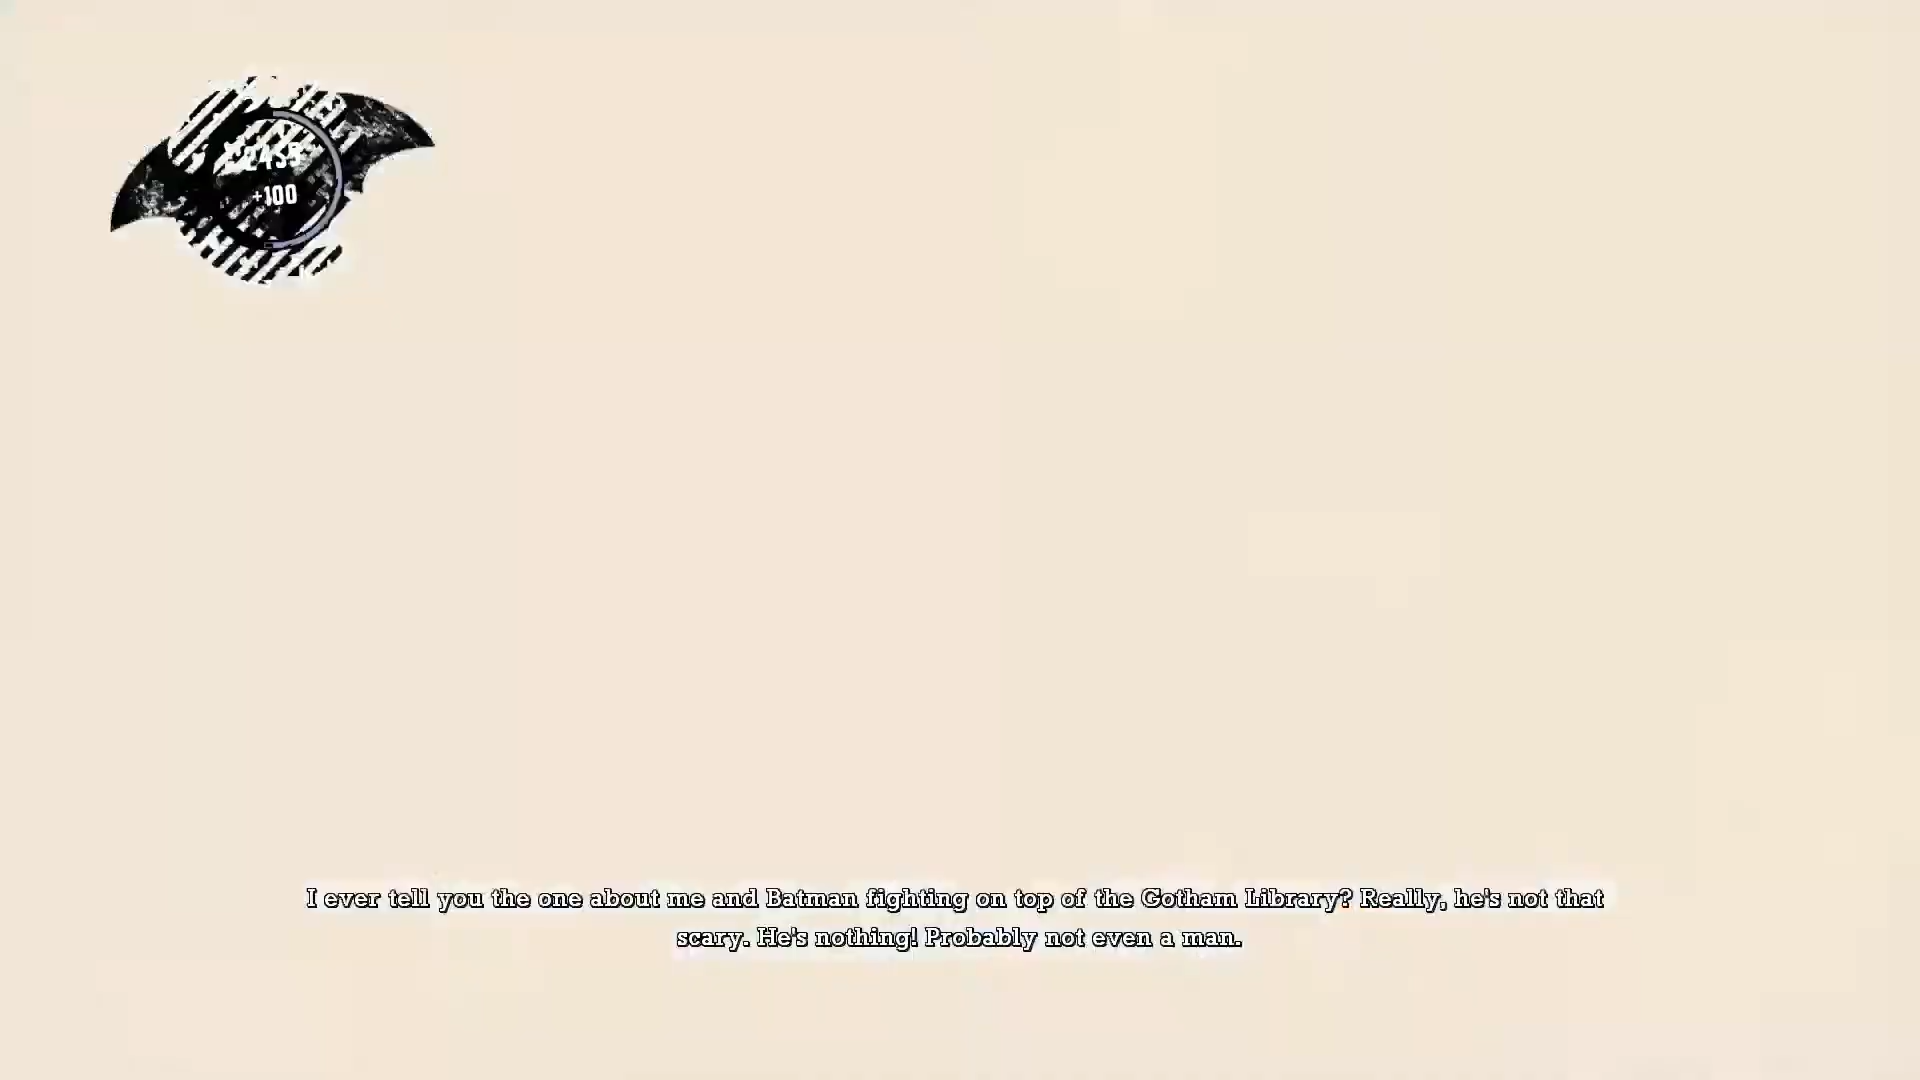 +100
I ever tell you the one about me and Batman fighting on top of the Gotham Library? Really, he's not that
scary. He's nothing! Probably not even a man.